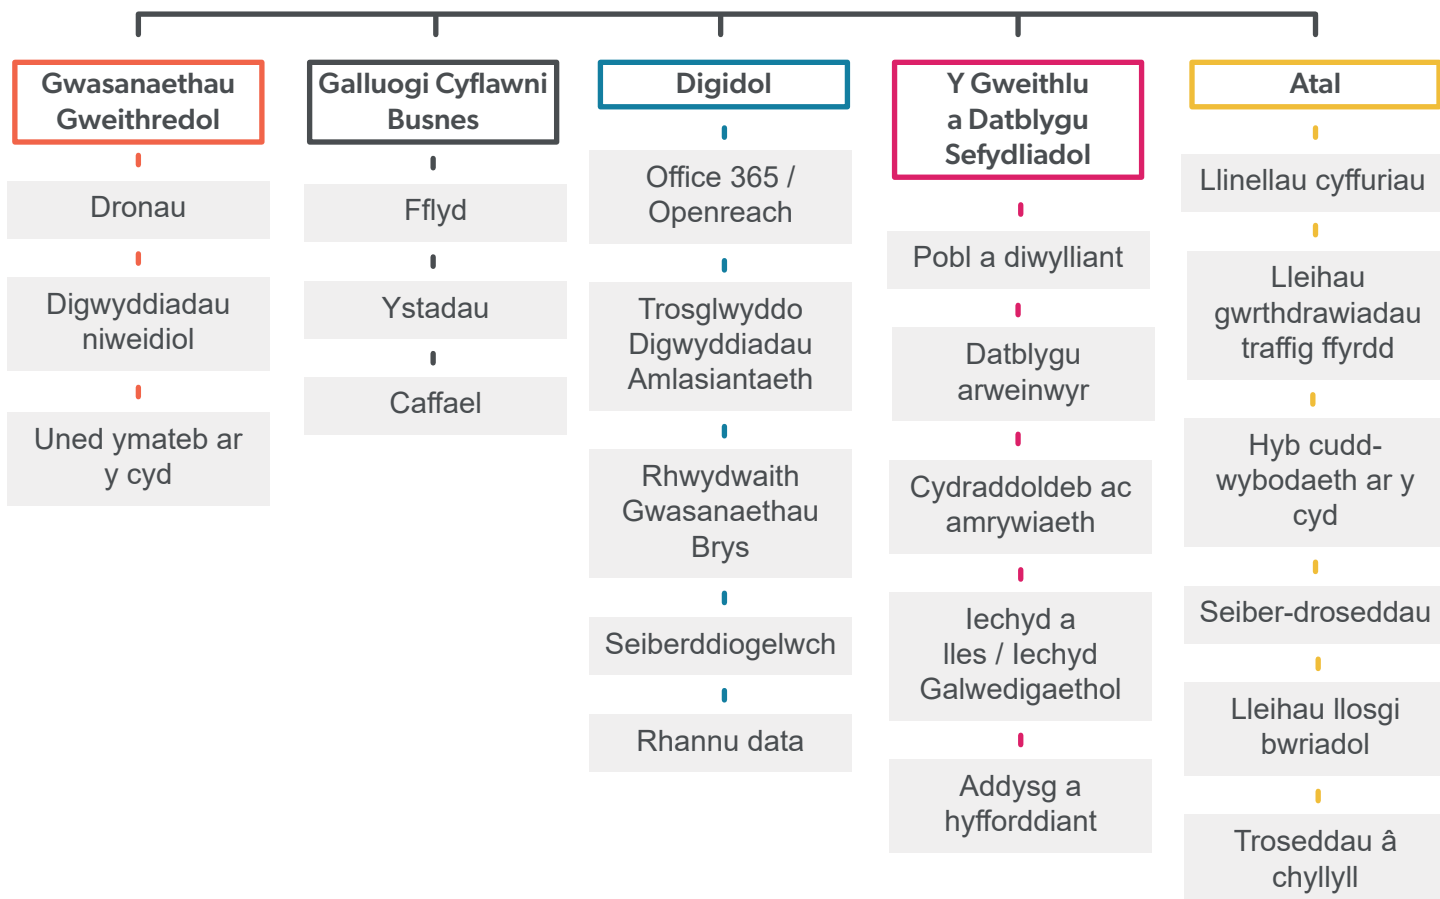 Gwasanaethau
Gweithredol
Dronau
Digwyddiadau
niweidiol
Uned ymateb ar
y cyd
Galluogi Cyflawni
Busnes
Fflyd
Ystadau
Caffael
Digidol
Office 365 /
Openreach
Trosglwyddo
Digwyddiadau
Amlasiantaeth
Rhwydwaith
Gwasanaethau
Brys
Seiberddiogelwch
Rhannu data
Y Gweithlu
a Datblygu
Sefydliadol
Pobl a diwylliant
Datblygu
arweinwyr
Cydraddoldeb ac
amrywiaeth
Iechyd a
lles / Iechyd
Galwedigaethol
Addysg a
hyfforddiant
Atal
Llinellau cyffuriau
Lleihau
gwrthdrawiadau
traffig ffyrdd
Hyb cudd-
wybodaeth ar y
cyd
Seiber-droseddau
Lleihau llosgi
bwriadol
Troseddau â
chyllyll